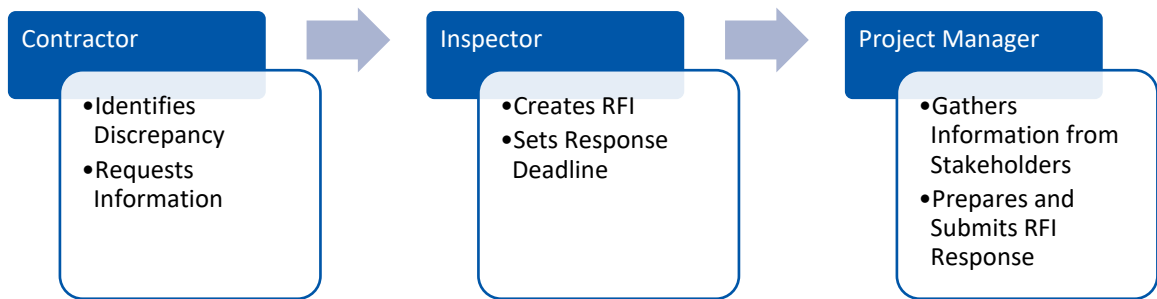 Contractor
•Identifies
Discrepancy
•Requests
Information
Inspector
•Creates RFI
•Sets Response
Deadline
Project Manager
•Gathers
Information from
Stakeholders
•Prepares and
Submits RFI
Response